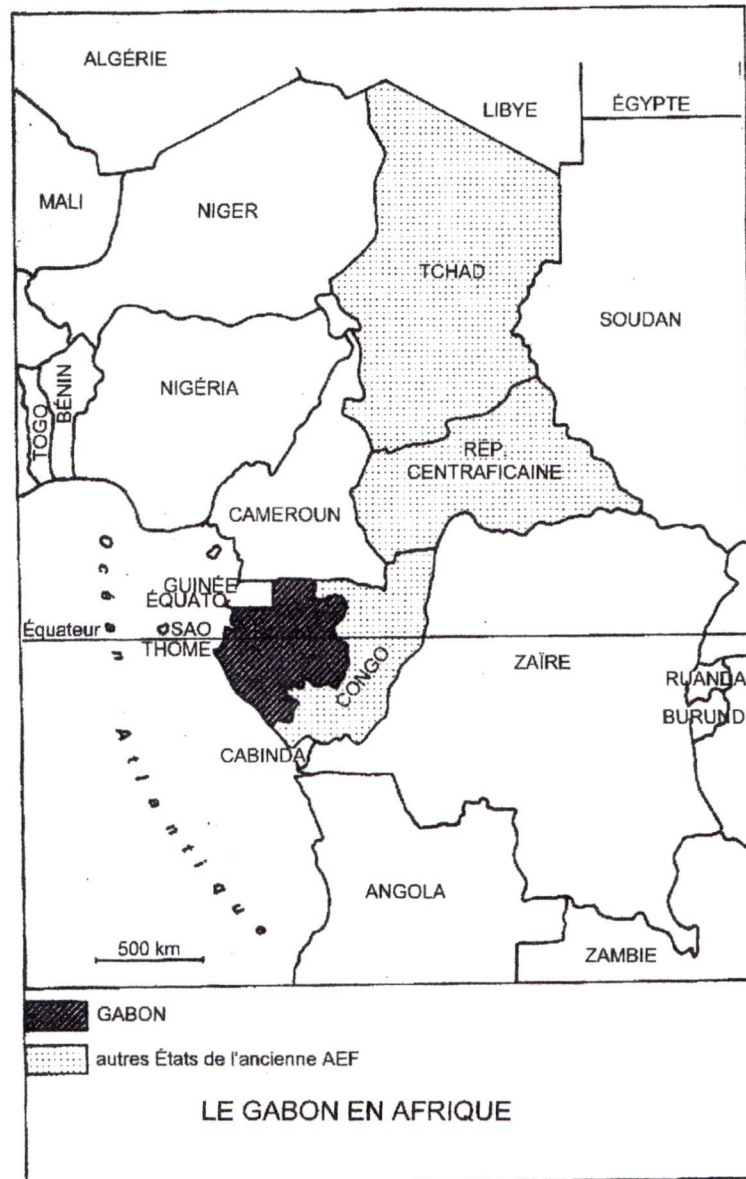 ALGÉRIE
LIBYE
ÉGYPTE
MALI
NIGER
TCHAD
SOUDAN
NIGÉRIA
BÉNIN
TOGO
RÉP.
CENTRAFICAINE
CAMEROUN
Océan Atlantique
GUINÉE
ÉQUATO.
Équateur
SAO
THOMÉ
CONGO
ZAÏRE
RUANDA
BURUNDI
CABINDA
ANGOLA
500 km
ZAMBIE
GABON
autres États de l'ancienne AEF
LE GABON EN AFRIQUE